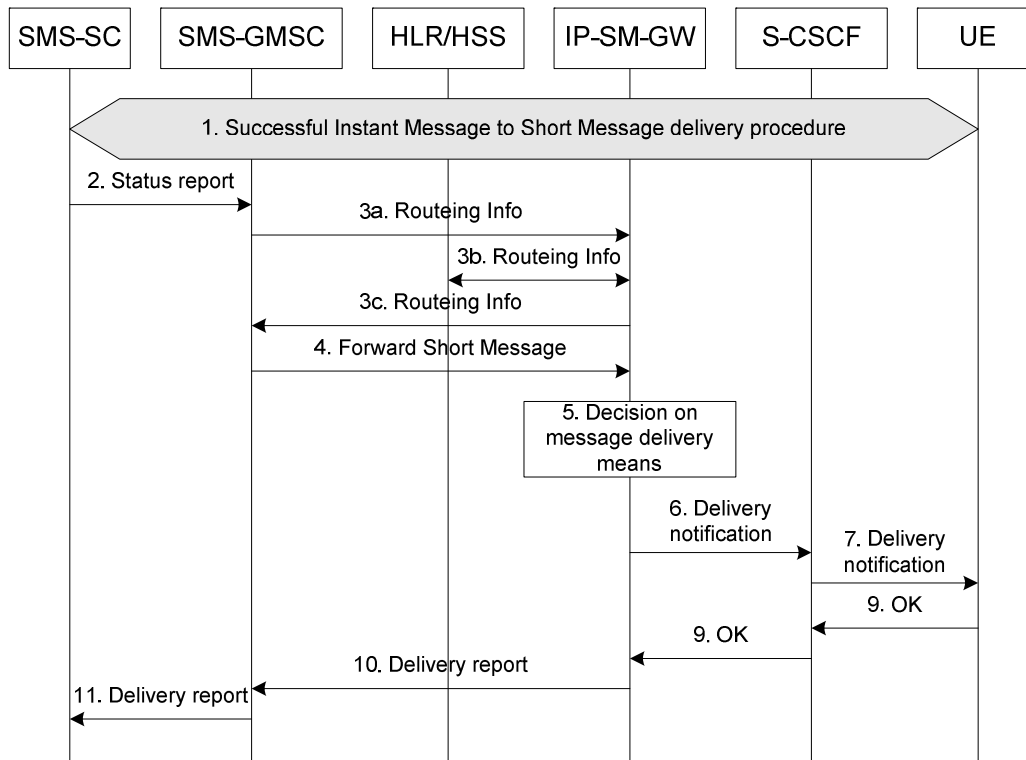 SMS-SC
SMS-GMSC
HLR/HSS
IP-SM-GW
S-CSCF
UE
1. Successful Instant Message to Short Message delivery procedure
2. Status report
3a. Routeing Info
3b. Routeing Info
3c. Routeing Info
4. Forward Short Message
5. Decision on
message delivery
means
6. Delivery
notification
7. Delivery
notification
9. OK
9. OK
10. Delivery report
11. Delivery report